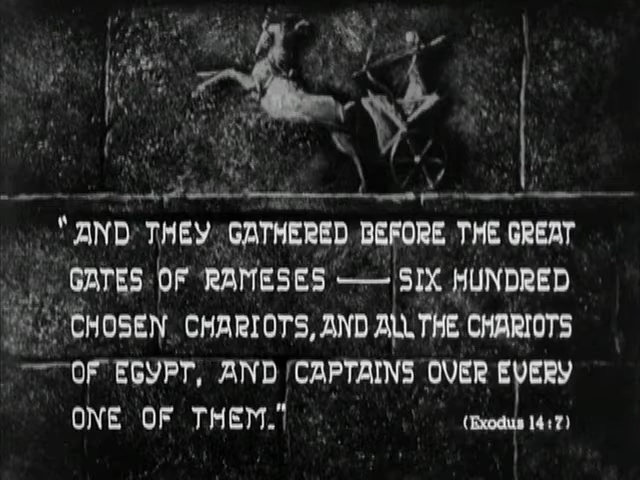 "AND THEY GATHERED BEFORE THE GREAT
GATES OF RAMESES — SIX HUNDRED
CHOSEN CHARIOTS, AND ALL THE CHARIOTS
OF EGYPT, AND CAPTAINS OVER EVERY
ONE OF THEM."
(Exodus 14:7)